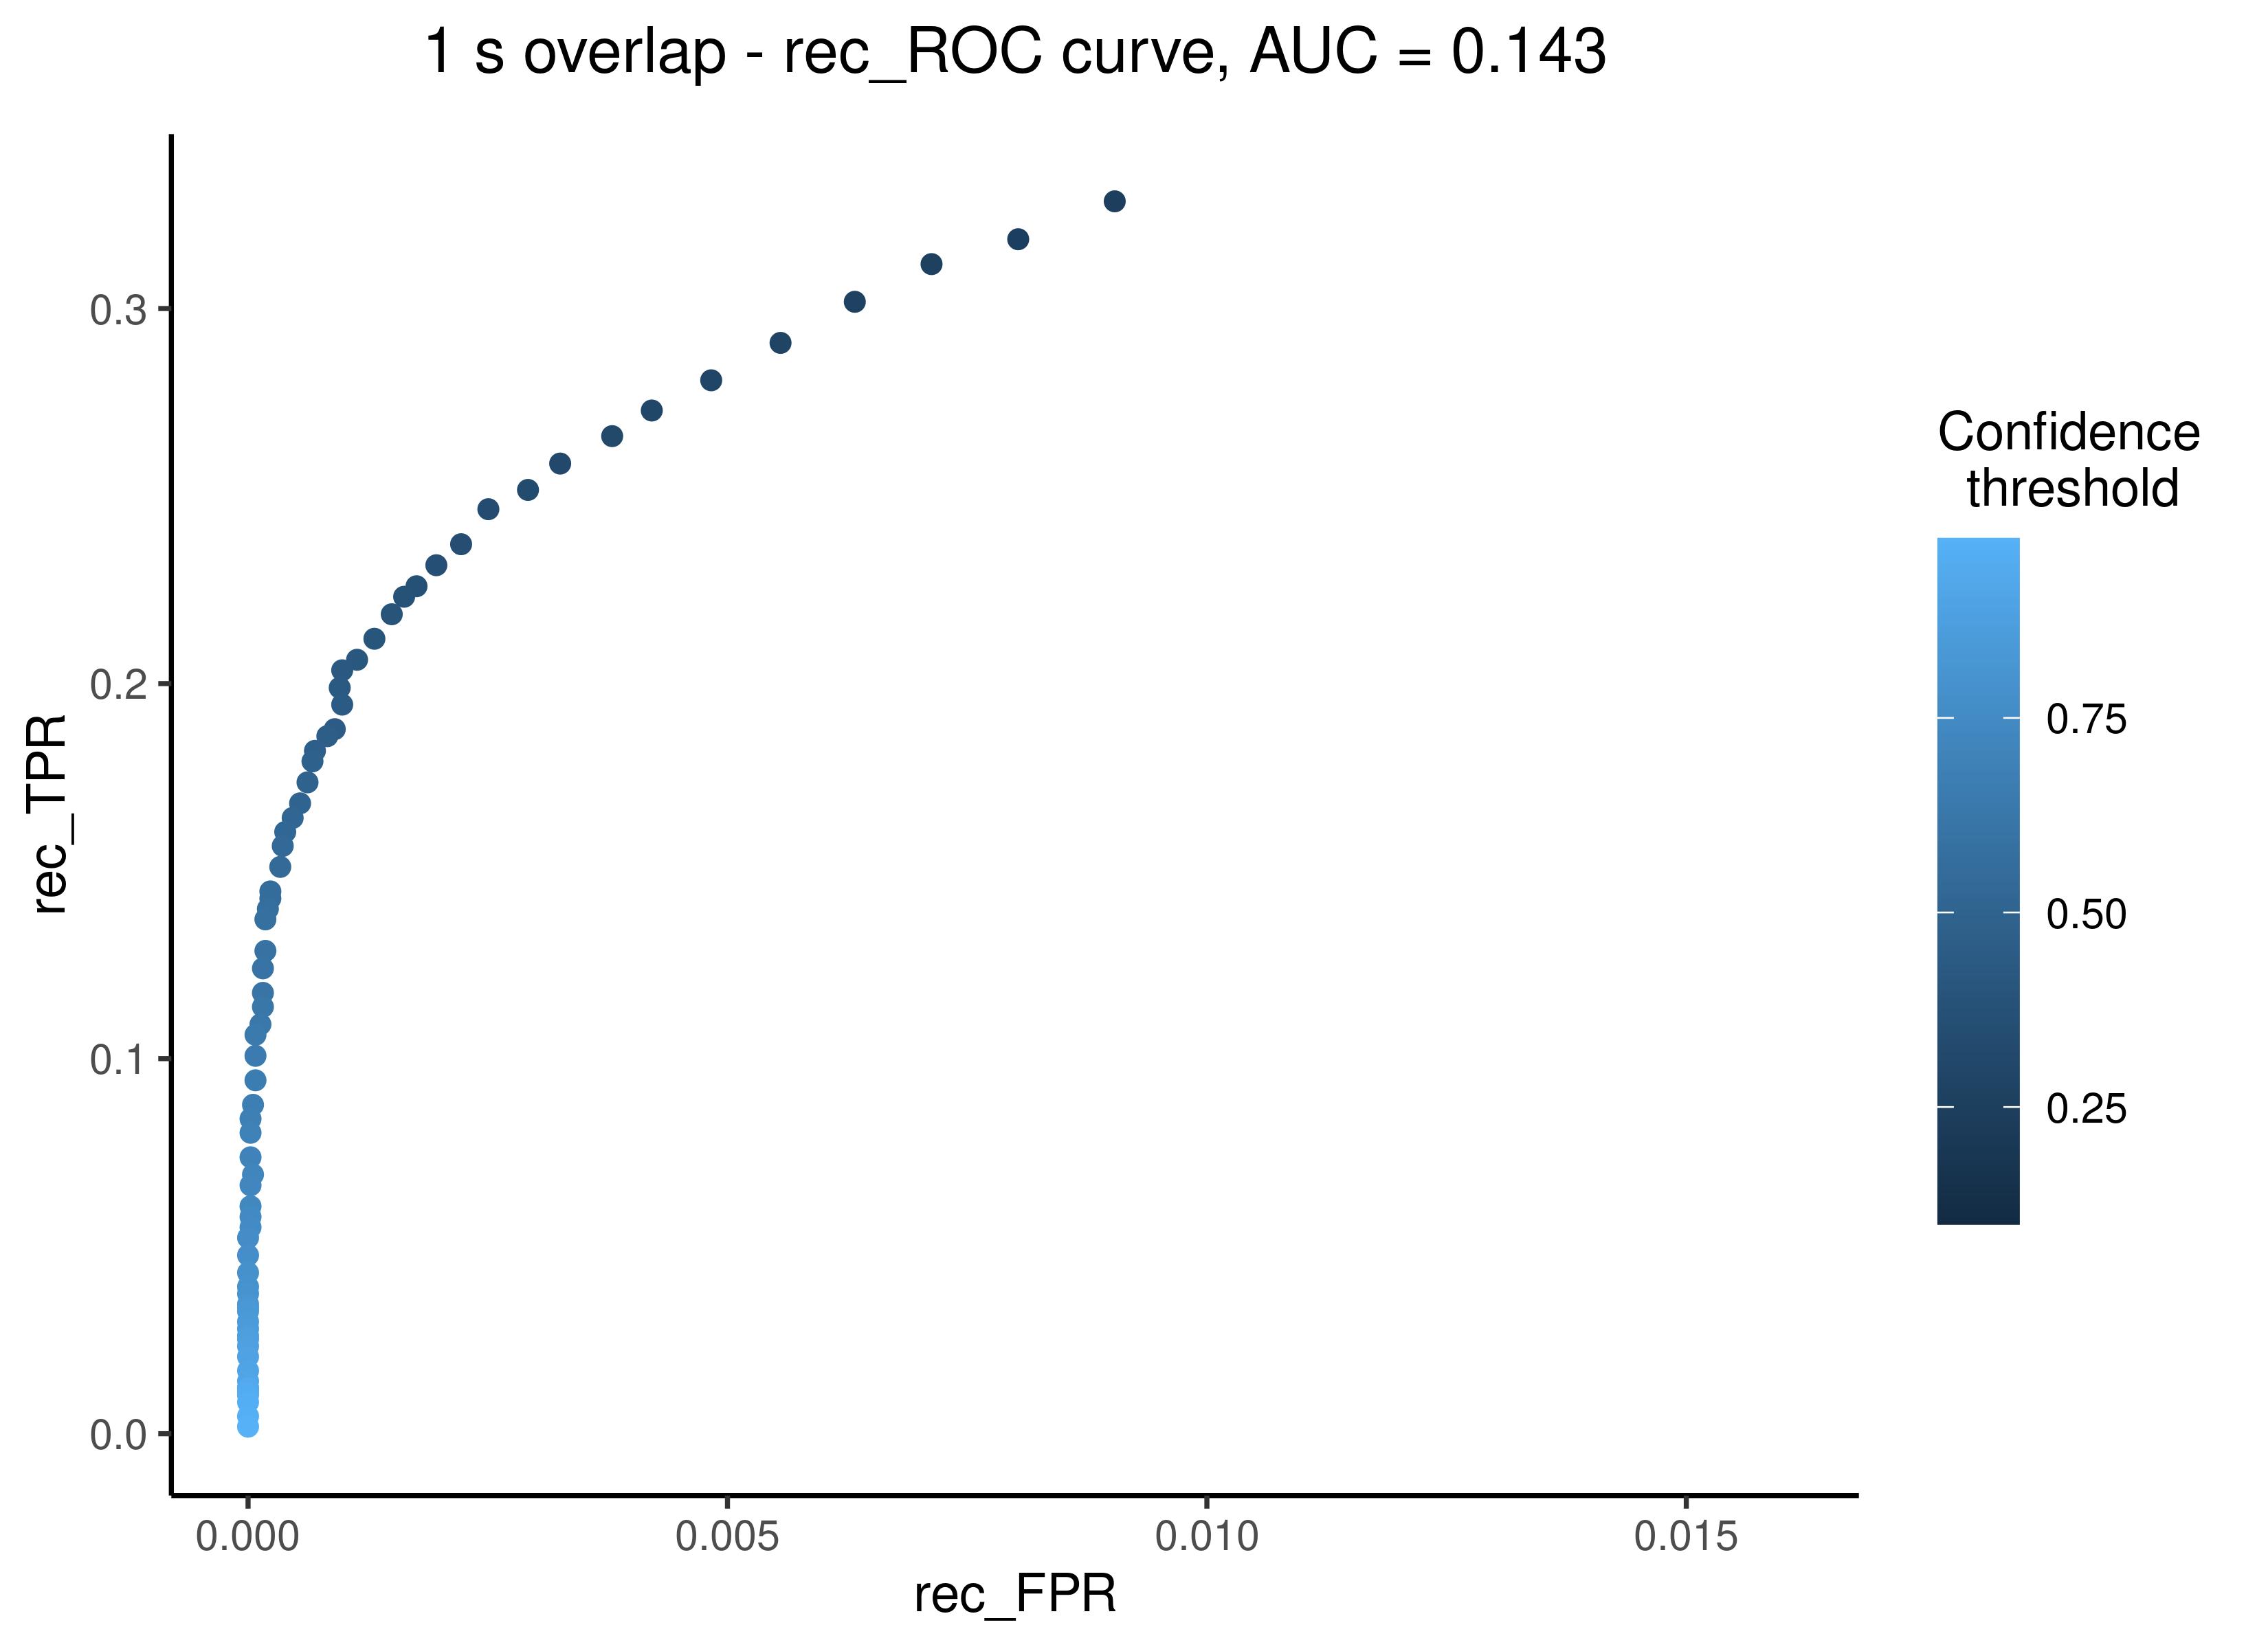 1 s overlap - rec_ROC curve, AUC = 0.143
0.3
0.2
0.1
0.0
rec_TPR
0.000
0.005
0.010
0.015
rec_FPR
Confidence
threshold
0.75
0.50
0.25